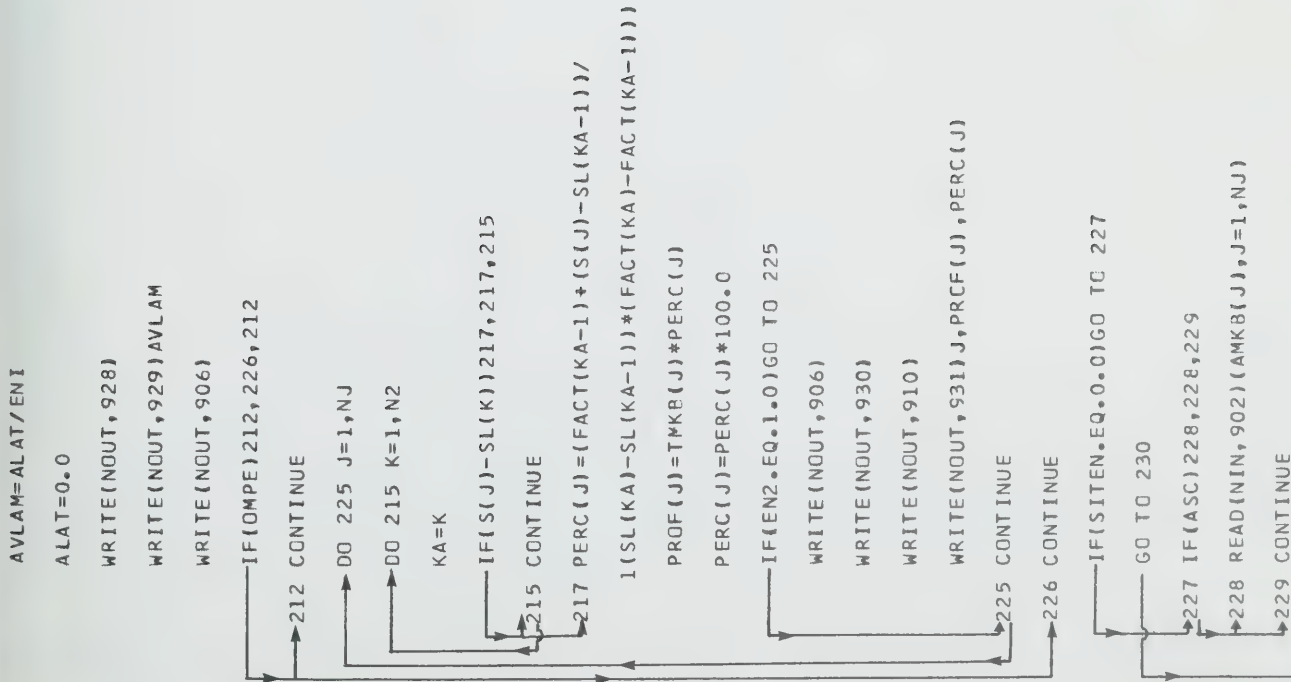 AVLAM=ALAT/ENI
ALAT=0.0
WRITE(NOUT,928)
WRITE(NOUT,929)AVLAM
WRITE(NOUT,906)
IF(OMPE)212,226,212
212 CONTINUE
DO 225 J=1,NJ
DO 215 K=1,N2
KA=K
IF(S(J)-SL(K))217,217,215
215 CONTINUE
217 PERC(J)=(FACT(KA-1)+(S(J)-SL(KA-1))/
1(SL(KA)-SL(KA-1))*(FACT(KA)-FACT(KA-1)))
PROF(J)=TMKB(J)*PERC(J)
PERC(J)=PERC(J)*100.0
IF(EN2.EQ.1.0)GO TO 225
WRITE(NOUT,906)
WRITE(NOUT,930)
WRITE(NOUT,910)
WRITE(NOUT,931)J,PROF(J),PERC(J)
225 CONTINUE
226 CONTINUE
IF(SITEN.EQ.0.0)GO TO 227
GO TO 230
227 IF(ASC)228,228,229
228 READ(NIN,902)(AMKB(J),J=1,NJ)
229 CONTINUE